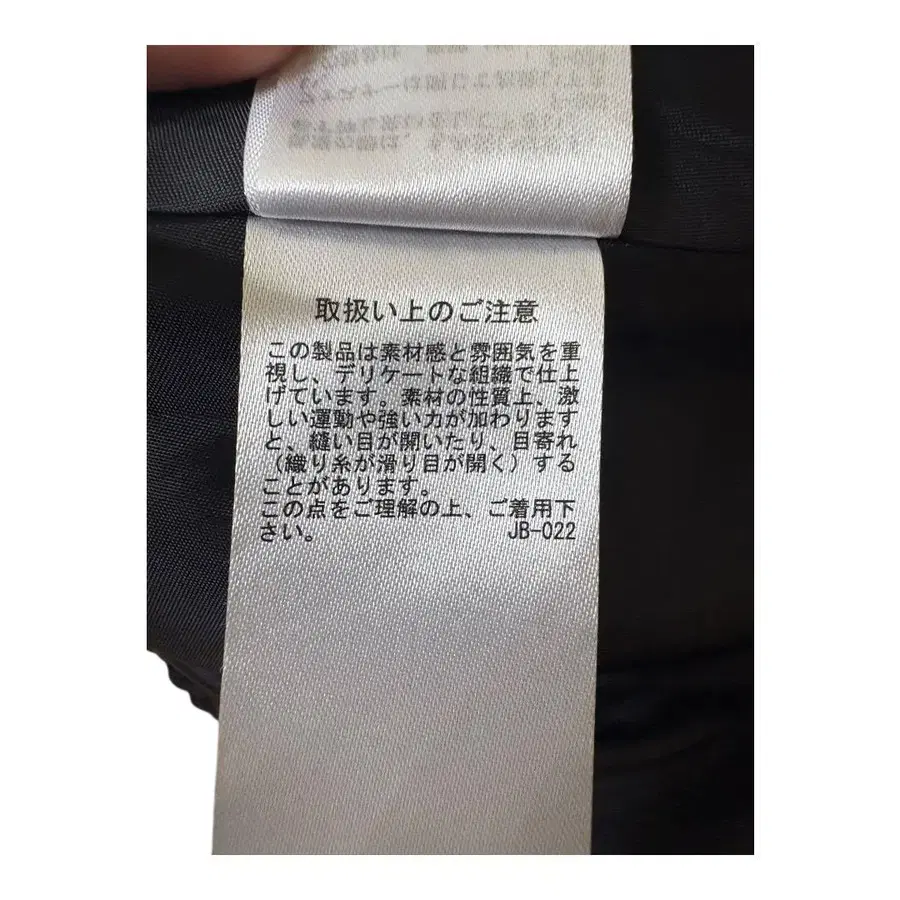 取扱い上のご注意
この製品は素材感と雰囲気を重
視し、デリケートな組織で仕上
げています。素材の性質上、激
しい運動や強い力が加わります
と、縫い目が開いたり、目寄れ
（織り糸が滑り目が開く）する
ことがあります。
この点をご理解の上、ご着用下
さい。 JB-022